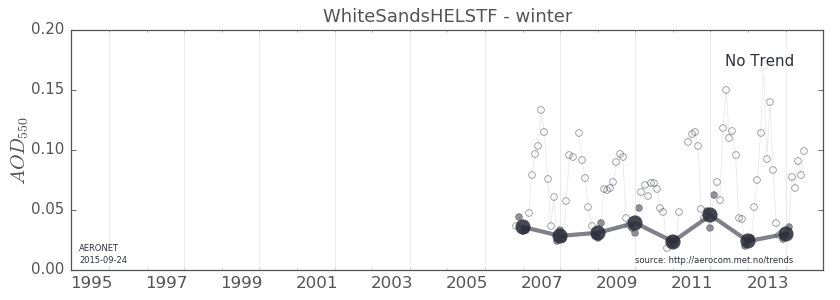 WhiteSandsHELSTF - winter
0.20
No Trend
0.15
0.10
AOD550
0.05
AERONET
2015-09-24
source: http://aerocom.met.no/trends
0.00
1995 1997 1999 2001 2003 2005 2007 2009 2011 2013